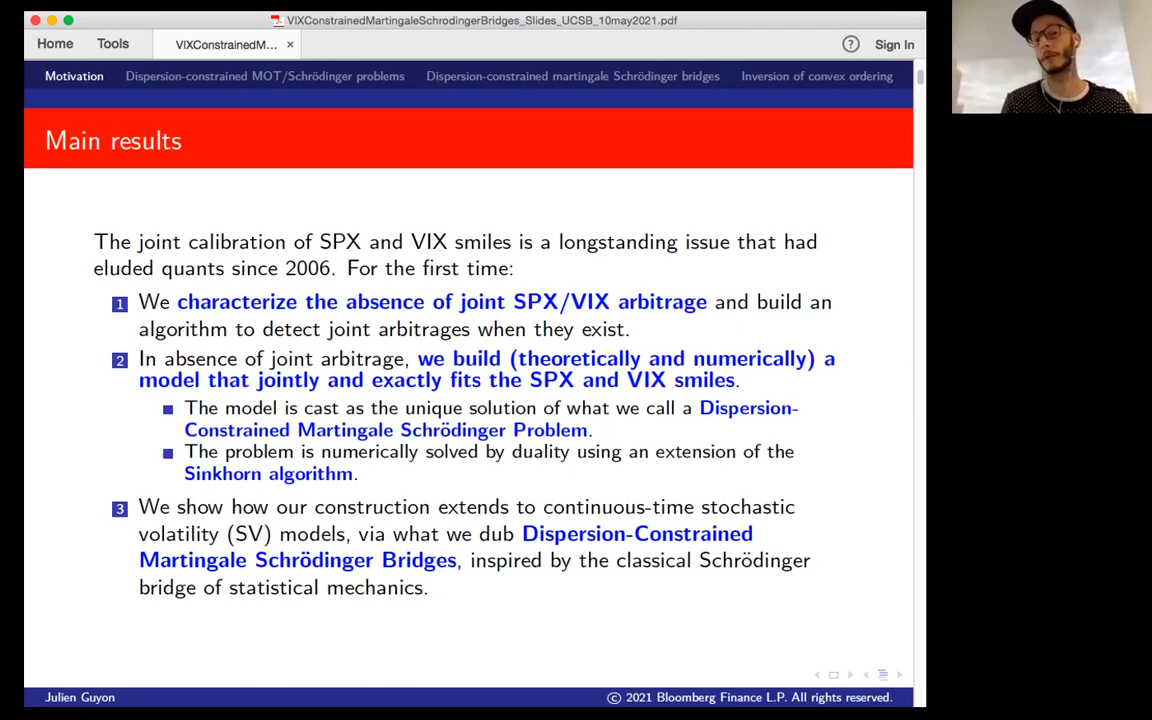 VIXConstrainedMartingaleSchrodingerBridges_Slides_UCSB_10may2021.pdf
Home Tools VIXConstrainedM... × ? Sign In
Motivation Dispersion-constrained MOT/Schrödinger problems Dispersion-constrained martingale Schrödinger bridges Inversion of convex ordering
Main results
The joint calibration of SPX and VIX smiles is a longstanding issue that had
eluded quants since 2006. For the first time:
1 We characterize the absence of joint SPX/VIX arbitrage and build an
algorithm to detect joint arbitrages when they exist.
2 In absence of joint arbitrage, we build (theoretically and numerically) a
model that jointly and exactly fits the SPX and VIX smiles.
The model is cast as the unique solution of what we call a Dispersion-
Constrained Martingale Schrödinger Problem.
The problem is numerically solved by duality using an extension of the
Sinkhorn algorithm.
3 We show how our construction extends to continuous-time stochastic
volatility (SV) models, via what we dub Dispersion-Constrained
Martingale Schrödinger Bridges, inspired by the classical Schrödinger
bridge of statistical mechanics.
Julien Guyon © 2021 Bloomberg Finance L.P. All rights reserved.